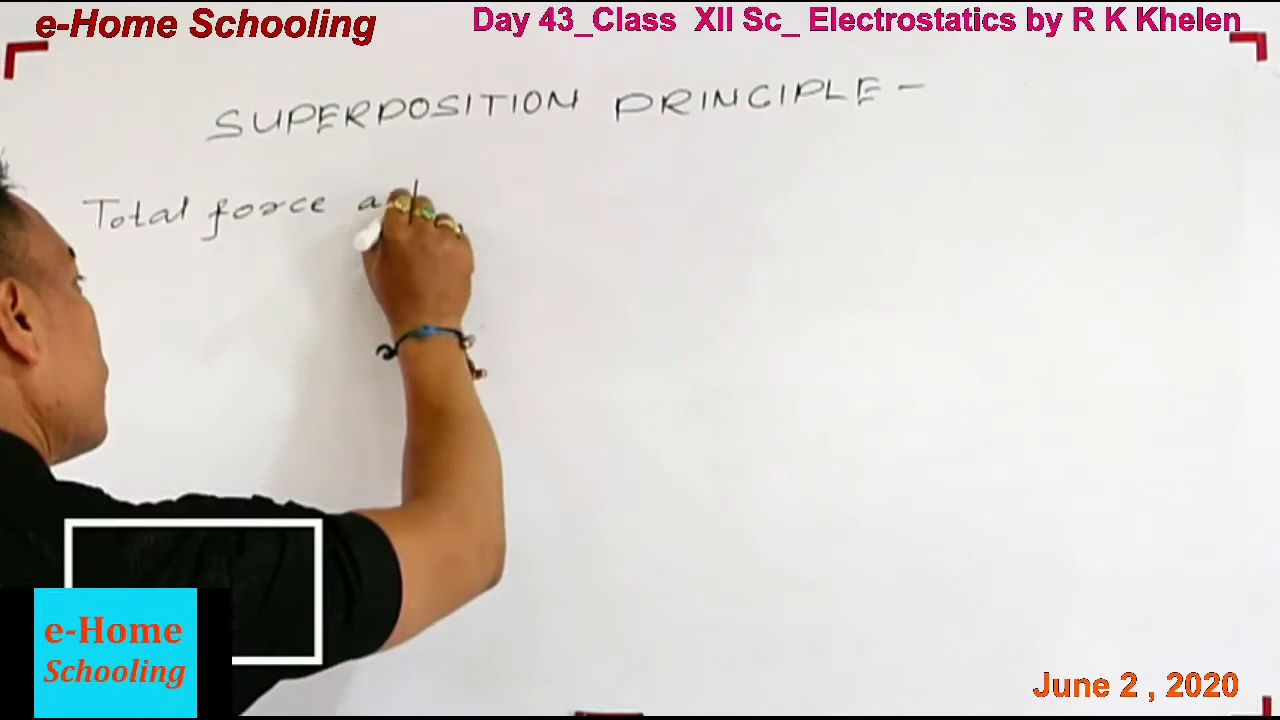 e-Home Schooling
Day 43_Class XII Sc_ Electrostatics by R K Khelen
SUPERPOSITION PRINCIPLE -
Total force
e-Home
Schooling
June 2 , 2020